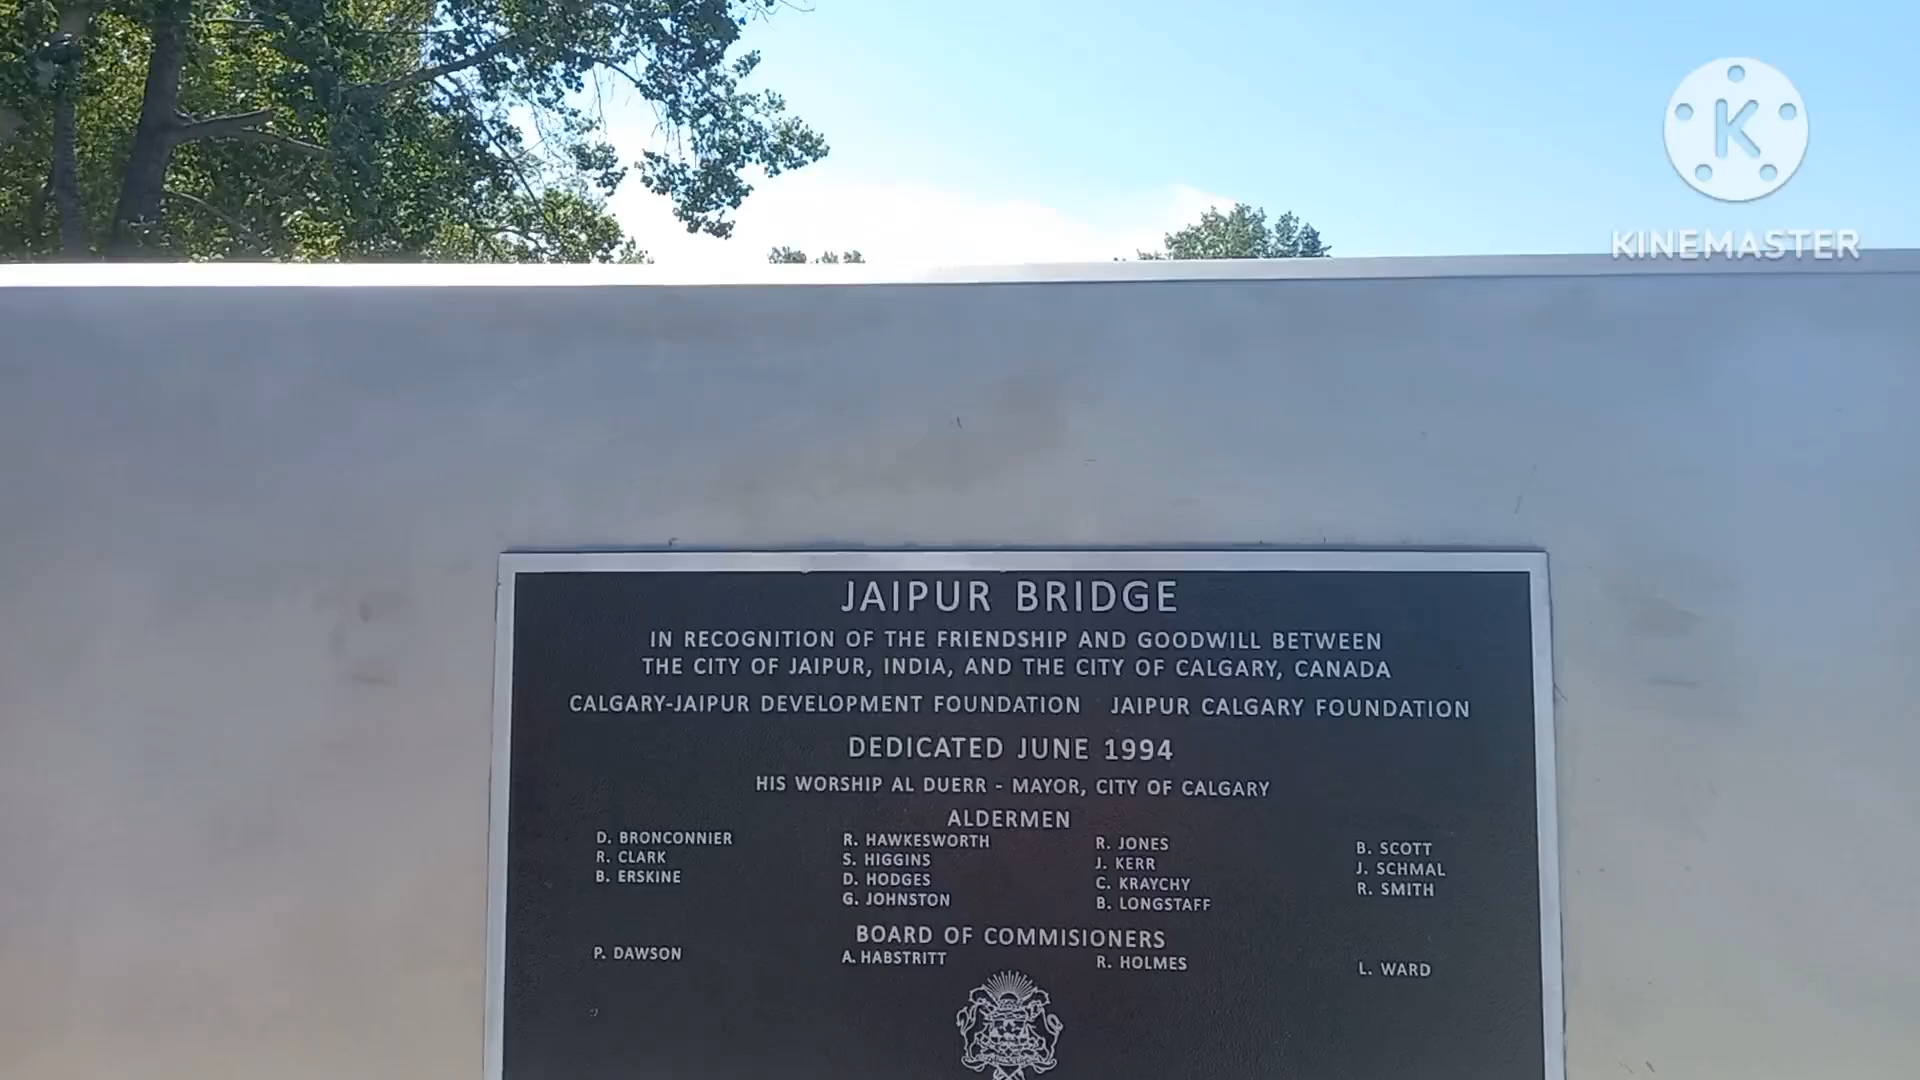 K
KINEMASTER
JAIPUR BRIDGE
IN RECOGNITION OF THE FRIENDSHIP AND GOODWILL BETWEEN
THE CITY OF JAIPUR, INDIA, AND THE CITY OF CALGARY, CANADA
CALGARY-JAIPUR DEVELOPMENT FOUNDATION JAIPUR CALGARY FOUNDATION
DEDICATED JUNE 1994
HIS WORSHIP AL DUERR - MAYOR, CITY OF CALGARY
ALDERMEN
D. BRONCONNIER R. HAWKESWORTH R. JONES B. SCOTT
R. CLARK S. HIGGINS J. KERR J. SCHMAL
B. ERSKINE D. HODGES C. KRAYCHY R. SMITH
G. JOHNSTON B. LONGSTAFF
BOARD OF COMMISIONERS
P. DAWSON A. HABSTRITT R. HOLMES L. WARD